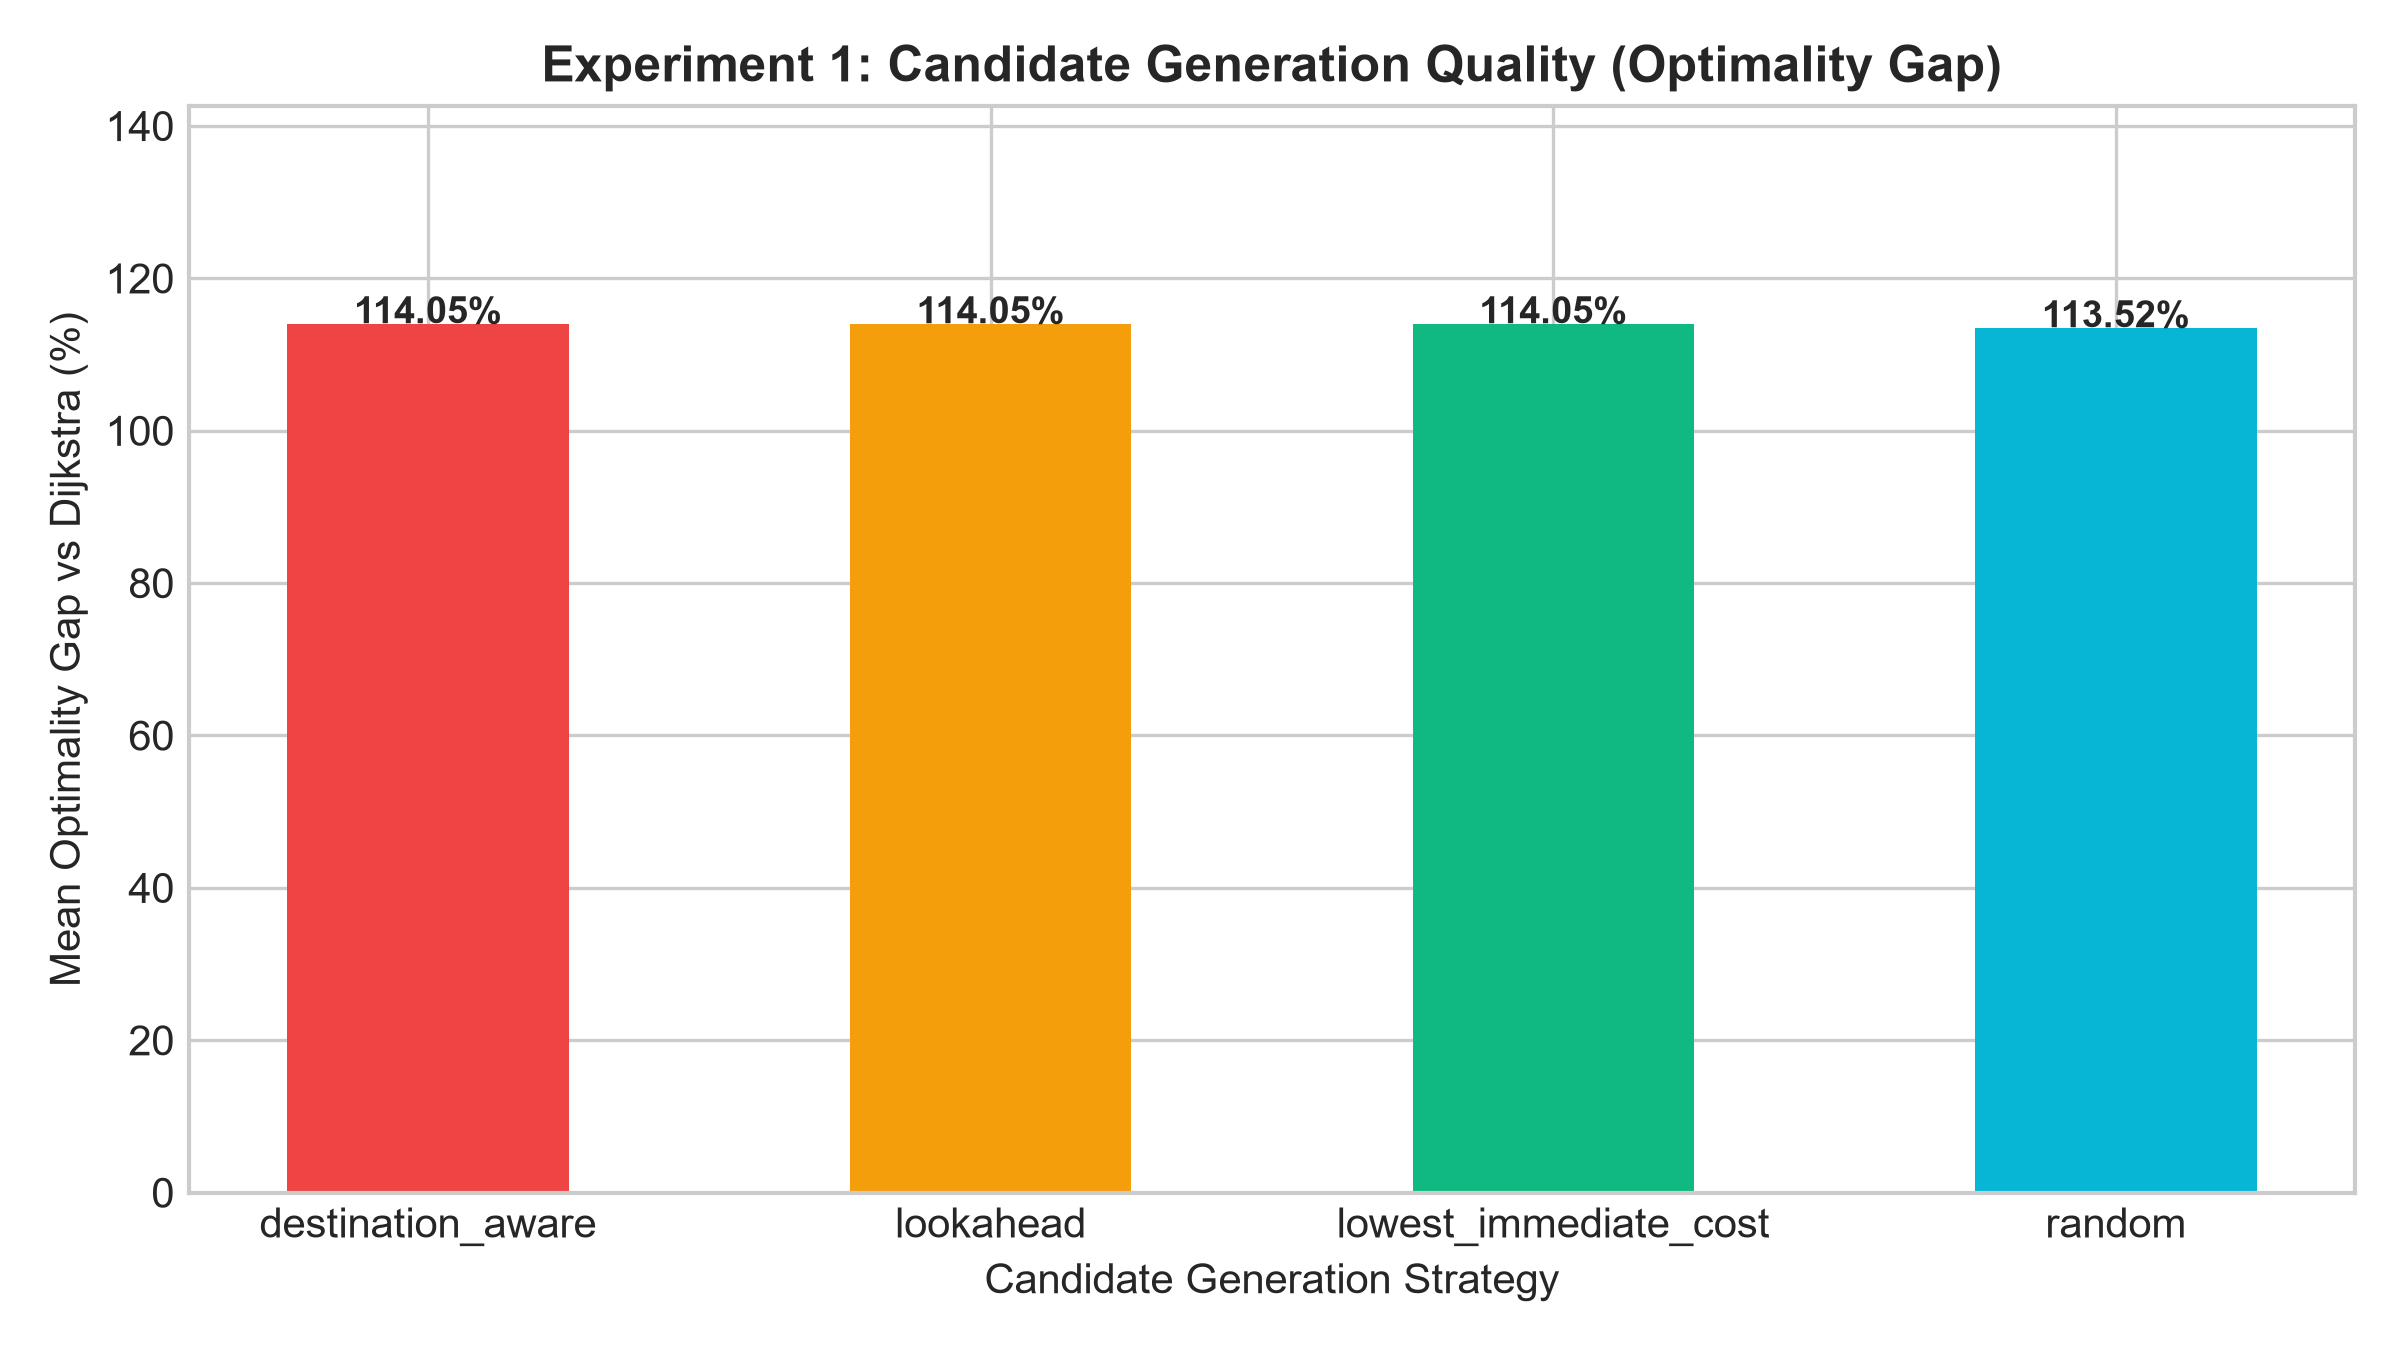 Experiment 1: Candidate Generation Quality (Optimality Gap)
Mean Optimality Gap vs Dijkstra (%)
140
120
100
80
60
40
20
0
114.05%
114.05%
114.05%
113.52%
destination_aware
lookahead
lowest_immediate_cost
random
Candidate Generation Strategy